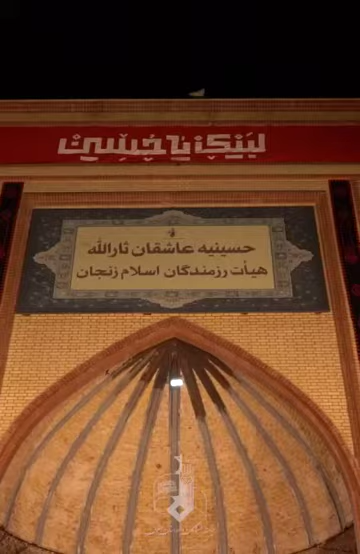 لبیک یا حسین
حسینیه عاشقان ثارالله
هیأت رزمندگان اسلام زنجان